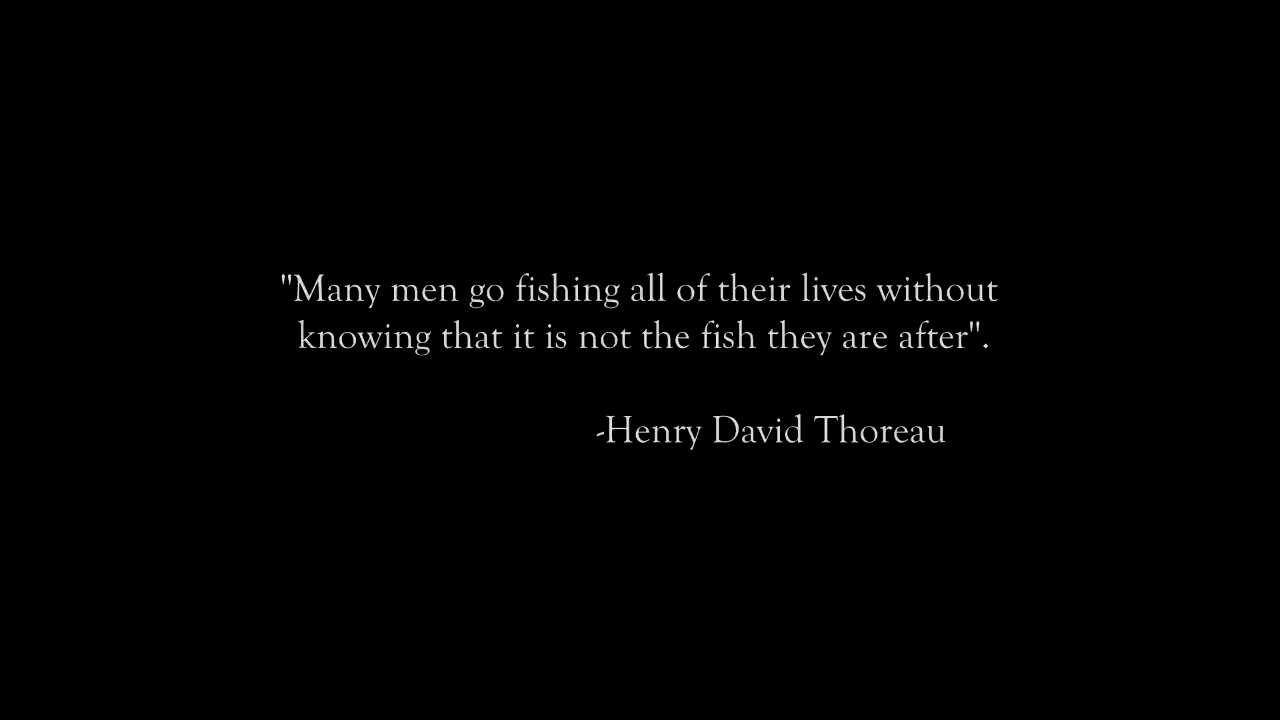 "Many men go fishing all of their lives without
knowing that it is not the fish they are after".
-Henry David Thoreau